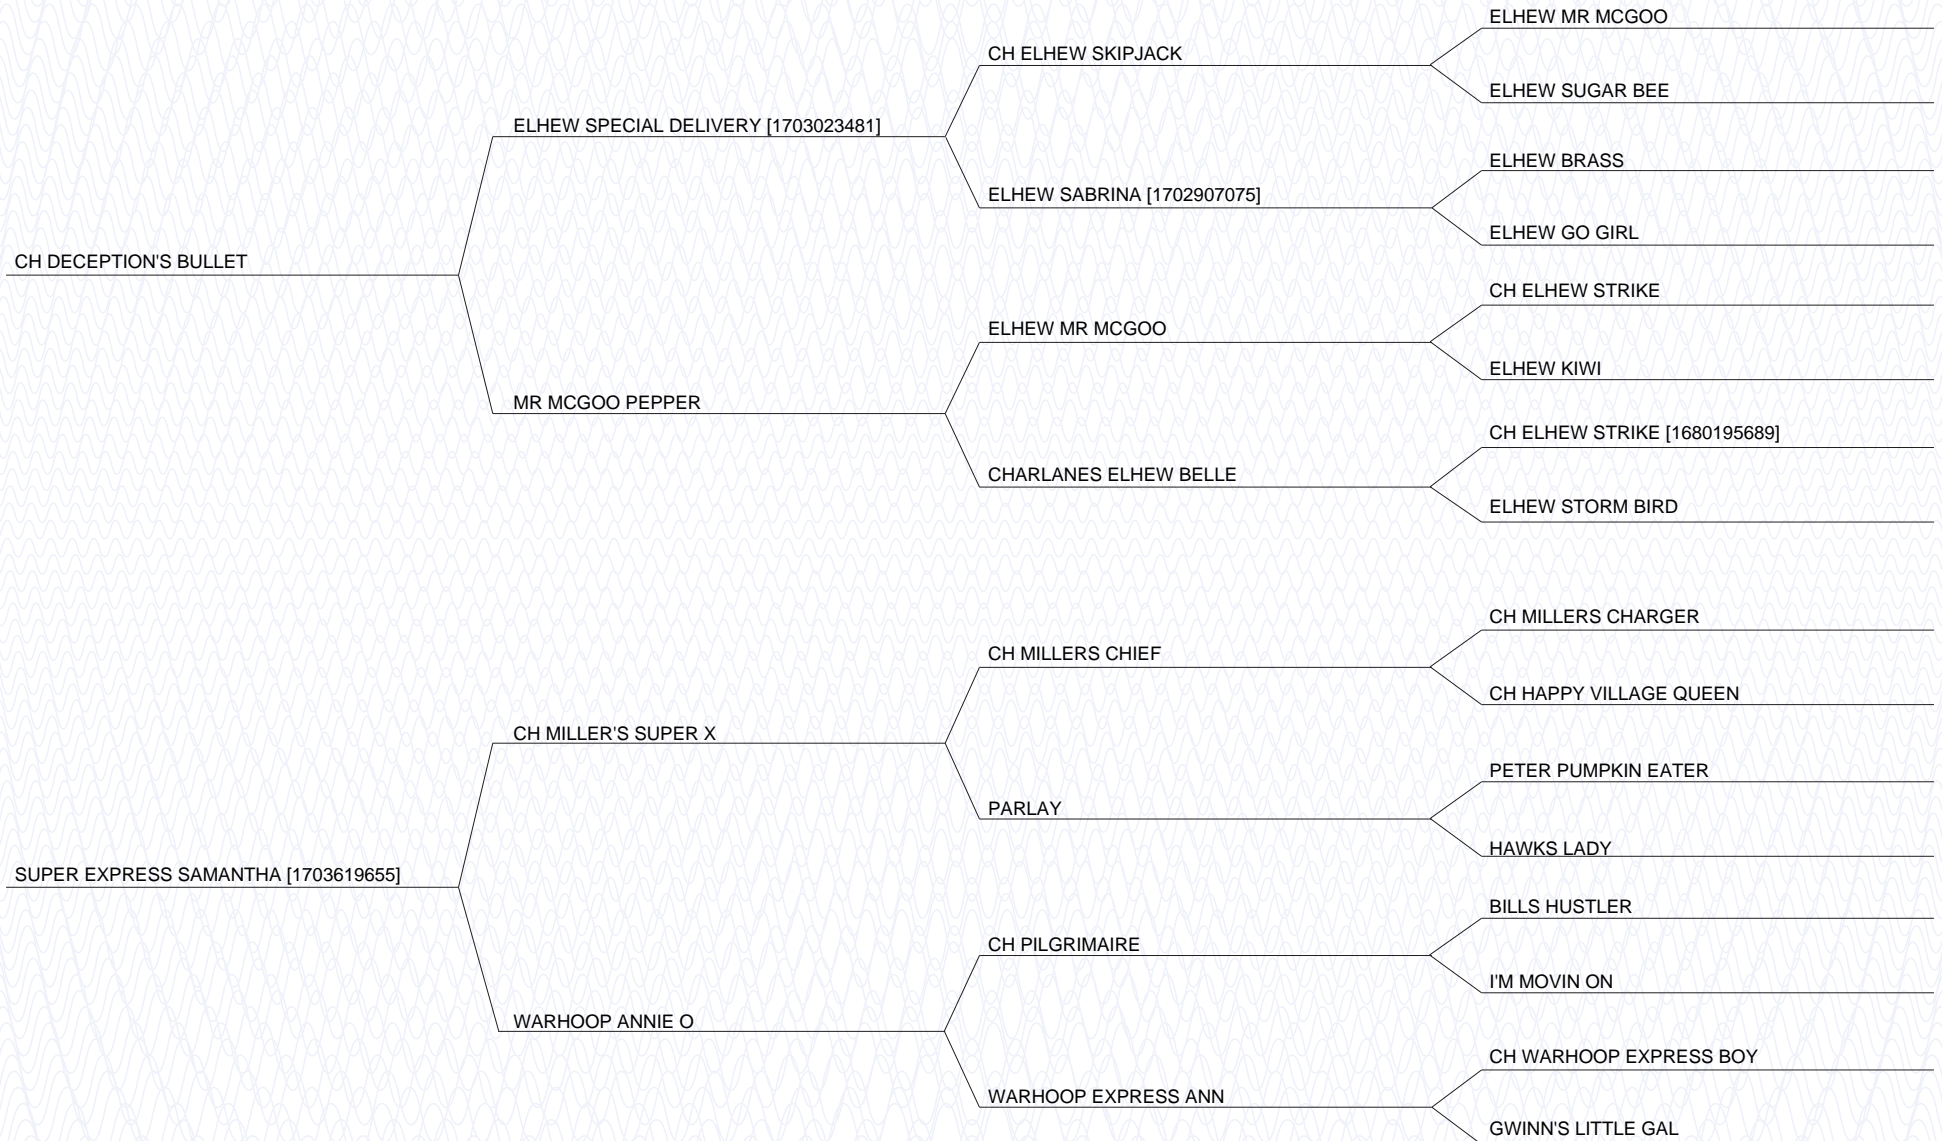 ELHEW MR MCGOO
CH ELHEW SKIPJACK
ELHEW SUGAR BEE
ELHEW SPECIAL DELIVERY [1703023481]
ELHEW BRASS
ELHEW SABRINA [1702907075]
ELHEW GO GIRL
CH DECEPTION'S BULLET
CH ELHEW STRIKE
ELHEW MR MCGOO
ELHEW KIWI
MR MCGOO PEPPER
CH ELHEW STRIKE [1680195689]
CHARLANES ELHEW BELLE
ELHEW STORM BIRD
CH MILLERS CHARGER
CH MILLERS CHIEF
CH HAPPY VILLAGE QUEEN
CH MILLER'S SUPER X
PETER PUMPKIN EATER
PARLAY
HAWKS LADY
SUPER EXPRESS SAMANTHA [1703619655]
BILLS HUSTLER
CH PILGRIMAIRE
I'M MOVIN ON
WARHOOP ANNIE O
CH WARHOOP EXPRESS BOY
WARHOOP EXPRESS ANN
GWINN'S LITTLE GAL